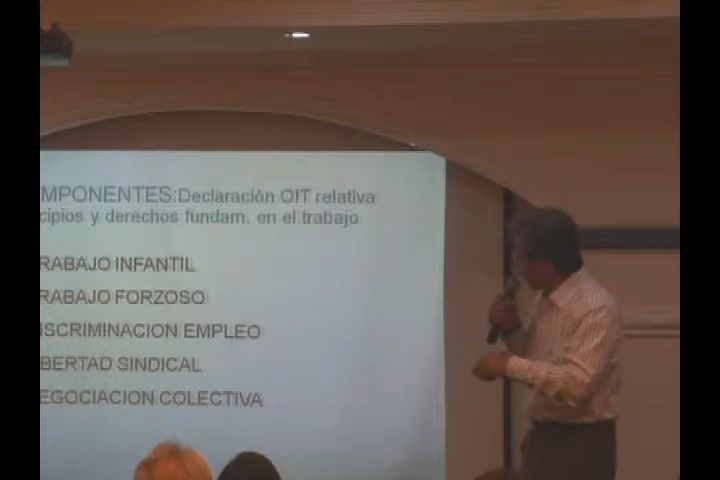 MPONENTES:Declaración OIT relativa
cipios y derechos fundam. en el trabajo
RABAJO INFANTIL
RABAJO FORZOSO
ISCRIMINACION EMPLEO
BERTAD SINDICAL
EGOCIACION COLECTIVA